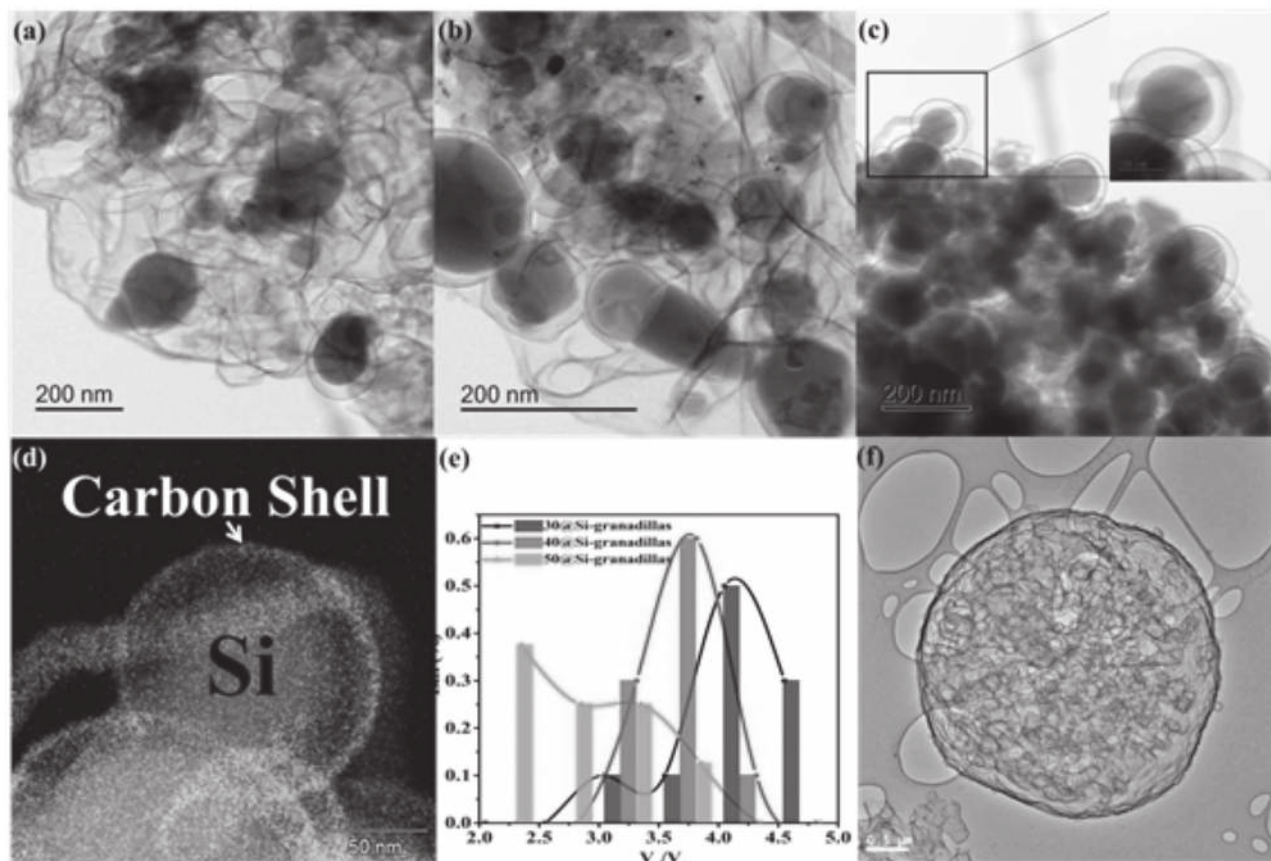 (a)
200 nm
(b)
200 nm
(c)
200 nm
(d)
Carbon Shell
Si
50 nm
(e)
30@Si-granadillas
40@Si-granadillas
50@Si-granadillas
0.6
0.5
0.4
0.3
0.2
0.1
0.0
2.0 2.5 3.0 3.5 4.0 4.5 5.0
(f)